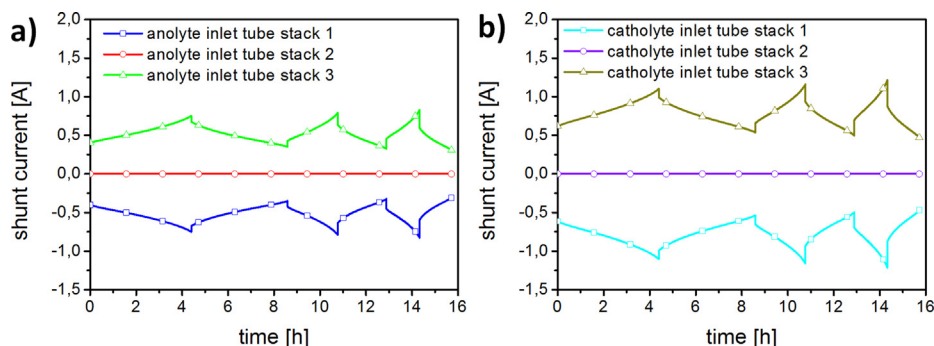 a)
shunt current [A]
2,0
1,5
1,0
0,5
0,0
-0,5
-1,0
-1,5
anolyte inlet tube stack 1
anolyte inlet tube stack 2
anolyte inlet tube stack 3
0 2 4 6 8 10 12 14 16
time [h]
b)
shunt current [A]
2,0
1,5
1,0
0,5
0,0
-0,5
-1,0
-1,5
catholyte inlet tube stack 1
catholyte inlet tube stack 2
catholyte inlet tube stack 3
0 2 4 6 8 10 12 14 16
time [h]